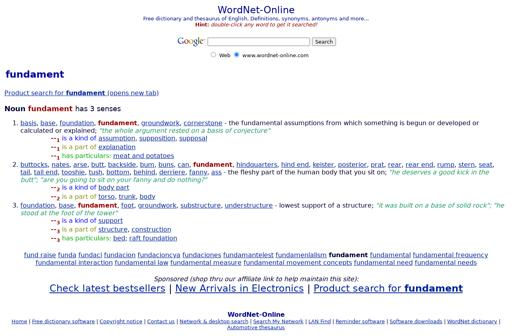 WordNet-Online
Free dictionary and thesaurus of English. Definitions, synonyms, antonyms and more...
Hint: double-click any word to get it searched!
Google Search
Web www.wordnet-online.com
fundament
Product search for fundament (opens new tab)
Noun fundament has 3 senses
1. basis, base, foundation, fundament, groundwork, cornerstone - the fundamental assumptions from which something is begun or developed or
calculated or explained; "the whole argument rested on a basis of conjecture"
--1 is a kind of assumption, supposition, supposal
--1 is a part of explanation
--1 has particulars: meat and potatoes
2. buttocks, nates, arse, butt, backside, bum, buns, can, fundament, hindquarters, hind end, keister, posterior, prat, rear, rear end, rump, stern, seat,
tail, tail end, tooshie, tush, bottom, behind, derriere, fanny, ass - the fleshy part of the human body that you sit on; "he deserves a good kick in the
butt"; "are you going to sit on your fanny and do nothing?"
--2 is a kind of body part
--2 is a part of torso, trunk, body
3. foundation, base, fundament, foot, groundwork, substructure, understructure - lowest support of a structure; "it was built on a base of solid rock"; "he
stood at the foot of the tower"
--3 is a kind of support
--3 is a part of structure, construction
--3 has particulars: bed; raft foundation
fund raise funda fundaci fundacion fundacioncya fundaciones fundamantelest fundamenlalism fundament fundamental fundamental frequency
fundamental interaction fundamental law fundamental measure fundamental movement concepts fundamental need fundamental needs
Sponsored (shop thru our affiliate link to help maintain this site):
Check latest bestsellers | New Arrivals in Electronics | Product search for fundament
WordNet-Online
Home | Free dictionary software | Copyright notice | Contact us | Network & desktop search | Search My Network | LAN Find | Reminder software | Software downloads | WordNet dictionary |
Automotive thesaurus